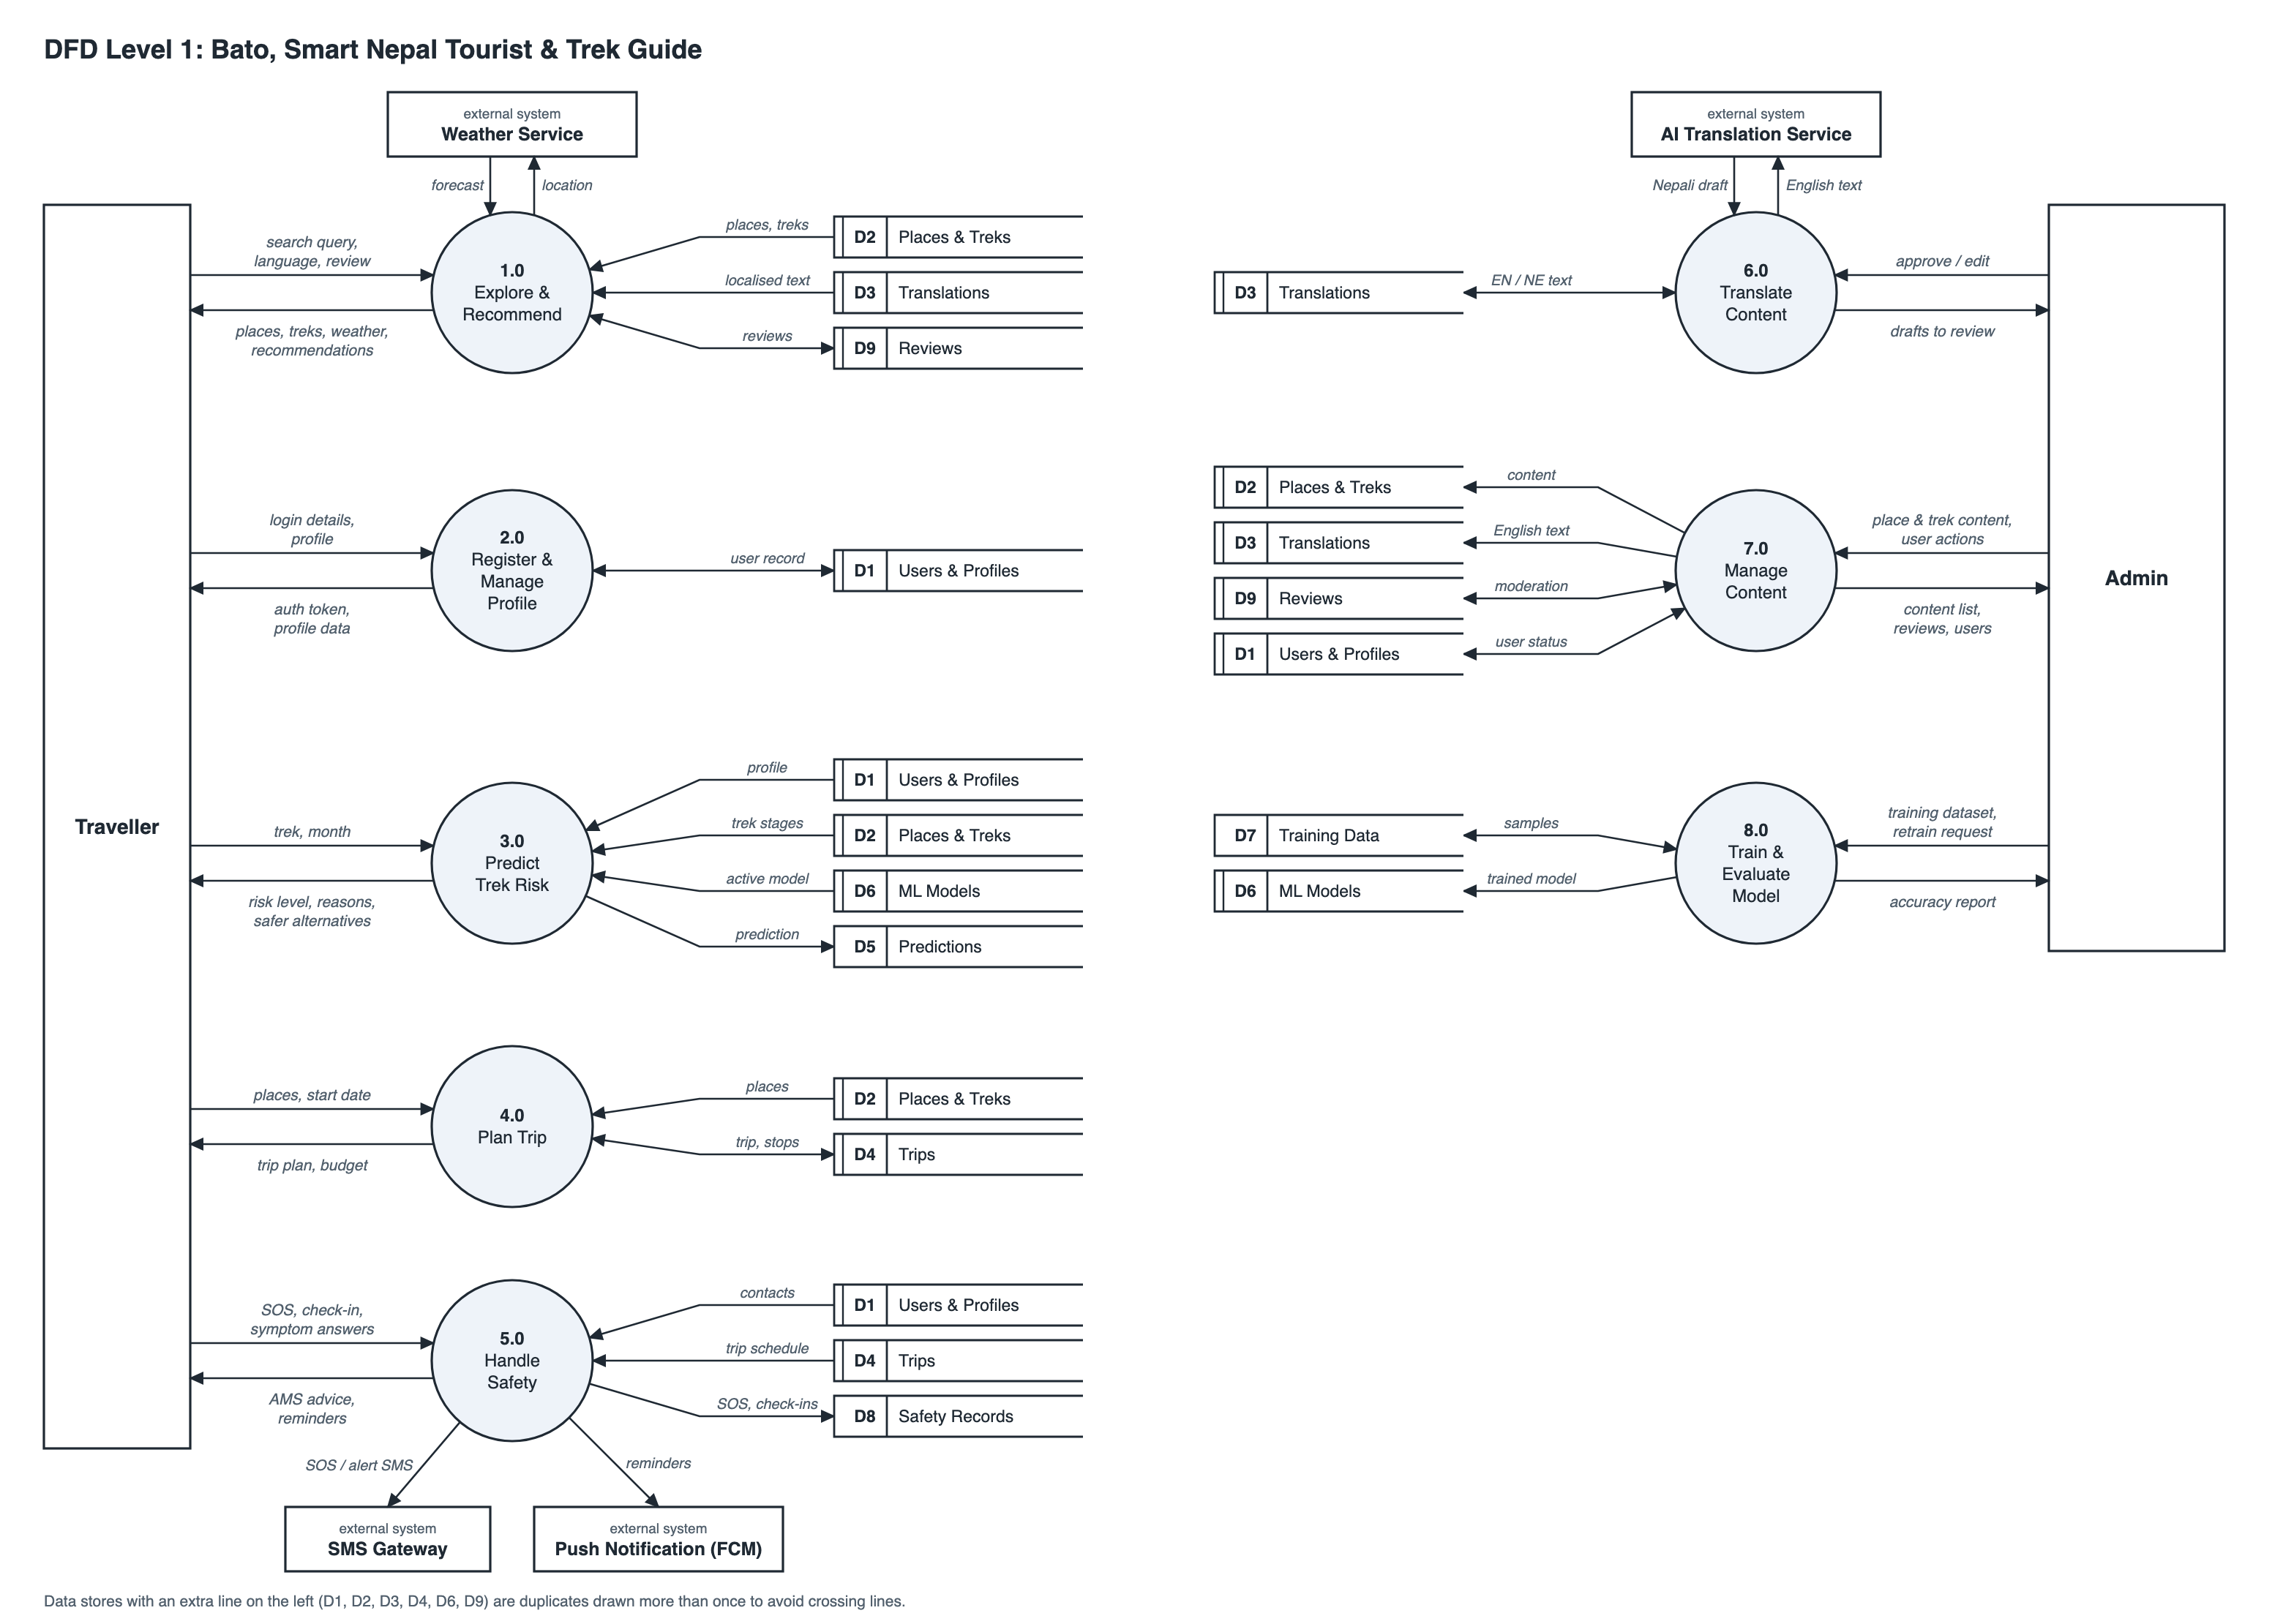 DFD Level 1: Bato, Smart Nepal Tourist & Trek Guide
external system
Weather Service
forecast
location
Traveller
search query,
language, review
places, treks, weather,
recommendations
1.0
Explore &
Recommend
places, treks
D2 Places & Treks
localised text
D3 Translations
reviews
D9 Reviews
login details,
profile
auth token,
profile data
2.0
Register &
Manage
Profile
user record
D1 Users & Profiles
trek, month
risk level, reasons,
safer alternatives
3.0
Predict
Trek Risk
profile
D1 Users & Profiles
trek stages
D2 Places & Treks
active model
D6 ML Models
prediction
D5 Predictions
places, start date
trip plan, budget
4.0
Plan Trip
places
D2 Places & Treks
trip, stops
D4 Trips
SOS, check-in,
symptom answers
AMS advice,
reminders
5.0
Handle
Safety
contacts
D1 Users & Profiles
trip schedule
D4 Trips
SOS, check-ins
D8 Safety Records
SOS / alert SMS
reminders
external system
SMS Gateway
external system
Push Notification (FCM)
external system
AI Translation Service
Nepali draft
English text
D3 Translations
EN / NE text
6.0
Translate
Content
approve / edit
drafts to review
Admin
D2 Places & Treks
content
D3 Translations
English text
D9 Reviews
moderation
D1 Users & Profiles
user status
7.0
Manage
Content
place & trek content,
user actions
content list,
reviews, users
D7 Training Data
samples
D6 ML Models
trained model
8.0
Train &
Evaluate
Model
training dataset,
retrain request
accuracy report
Data stores with an extra line on the left (D1, D2, D3, D4, D6, D9) are duplicates drawn more than once to avoid crossing lines.